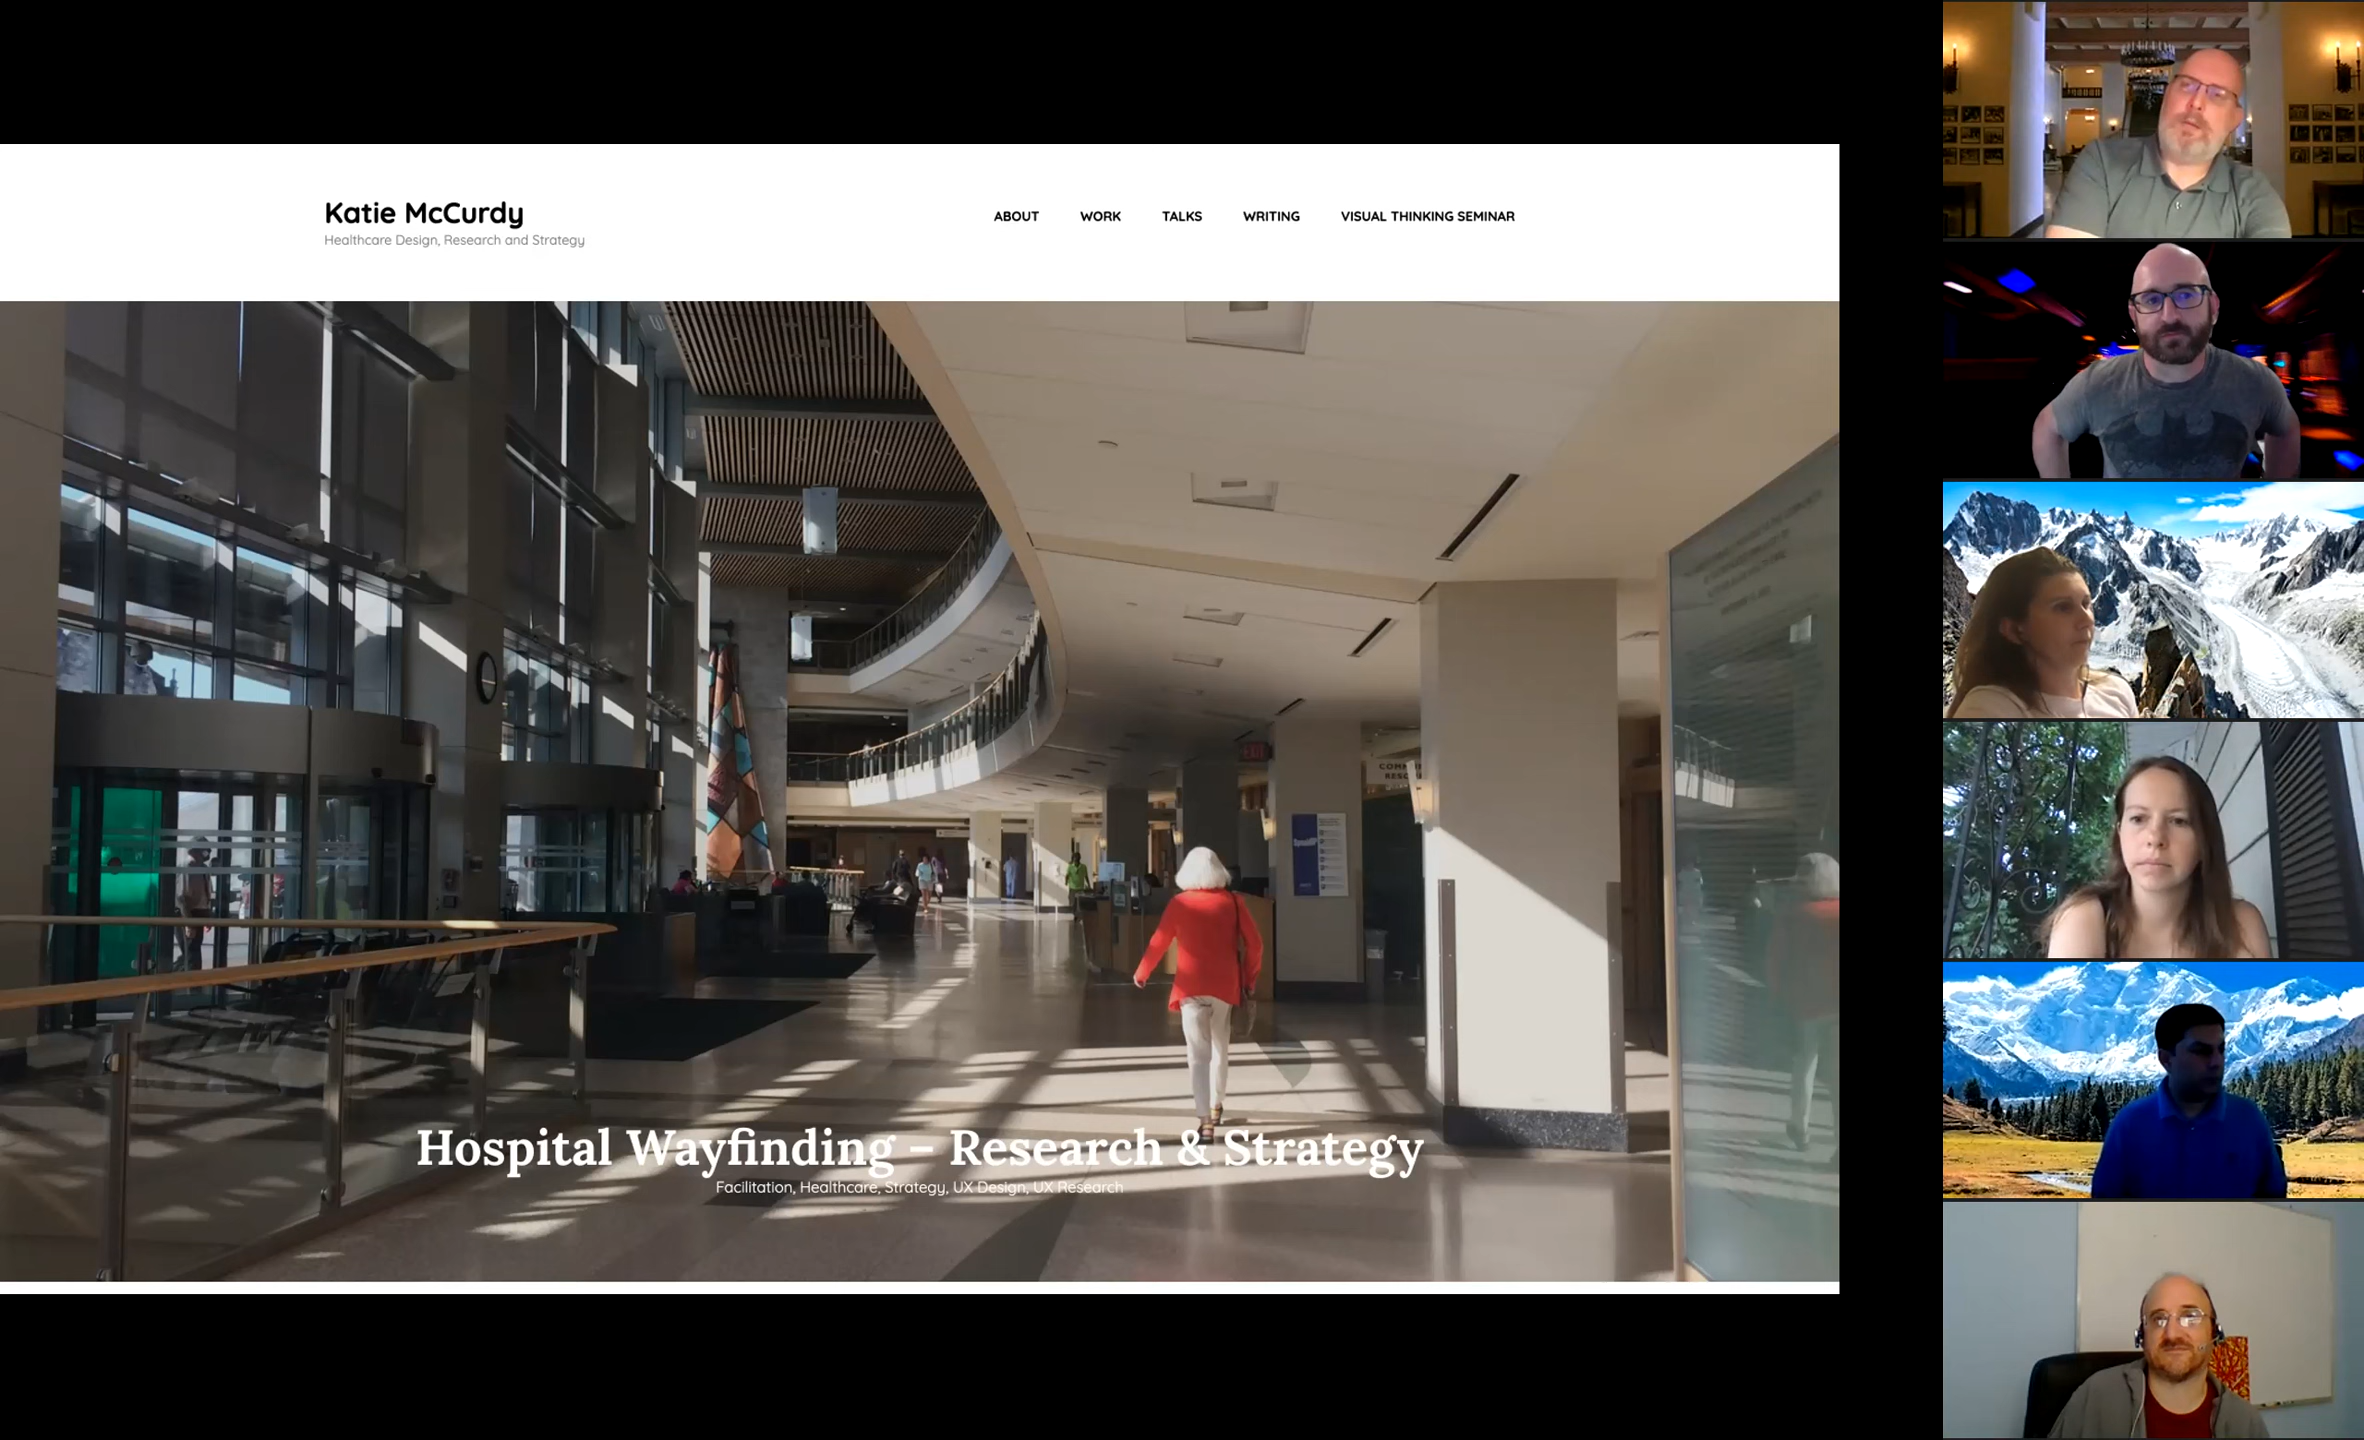 Katie McCurdy
Healthcare Design, Research and Strategy
ABOUT WORK TALKS WRITING VISUAL THINKING SEMINAR
EXIT
Hospital Wayfinding – Research & Strategy
Facilitation, Healthcare, Strategy, UX Design, UX Research